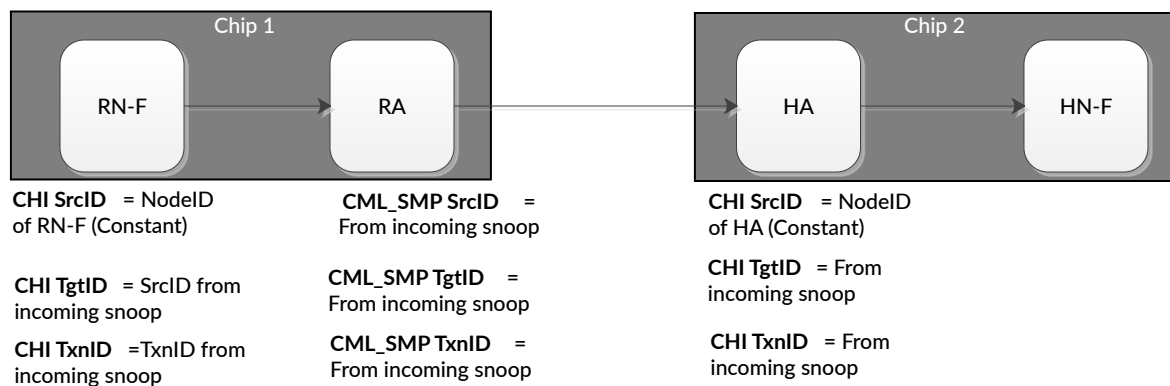 Chip 1
Chip 2
RN-F
RA
HA
HN-F
CHI SrcID = NodeID
of RN-F (Constant)
CML_SMP SrcID =
From incoming snoop
CHI SrcID = NodeID
of HA (Constant)
CHI TgtID = SrcID from
incoming snoop
CML_SMP TgtID =
From incoming snoop
CHI TgtID = From
incoming snoop
CHI TxnID =TxnID from
incoming snoop
CML_SMP TxnID =
From incoming snoop
CHI TxnID = From
incoming snoop